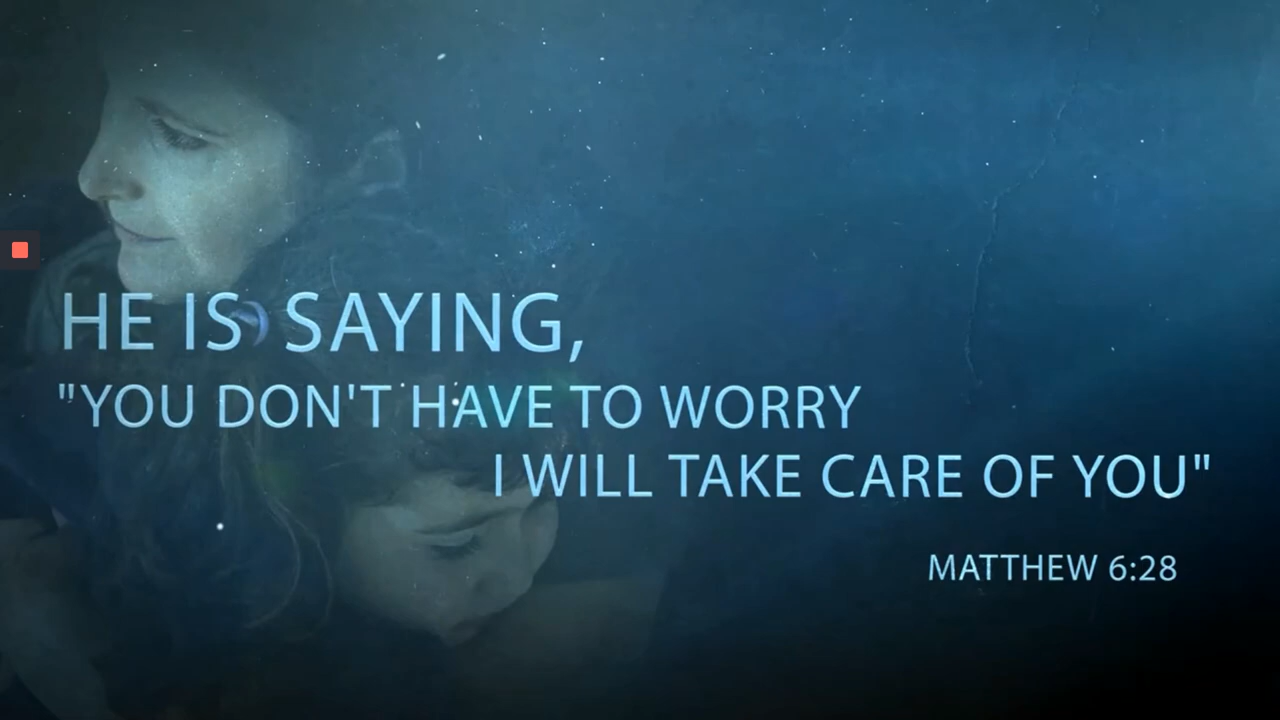 HE IS SAYING,
"YOU DON'T HAVE TO WORRY
I WILL TAKE CARE OF YOU"
MATTHEW 6:28